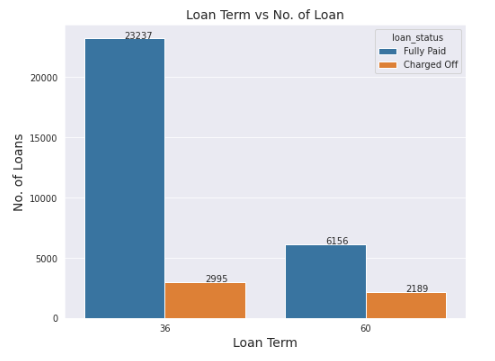 Loan Term vs No. of Loan
23237
loan_status
Fully Paid
Charged Off
20000
15000
10000
5000
0
No. of Loans
2995
6156
2189
36
60
Loan Term